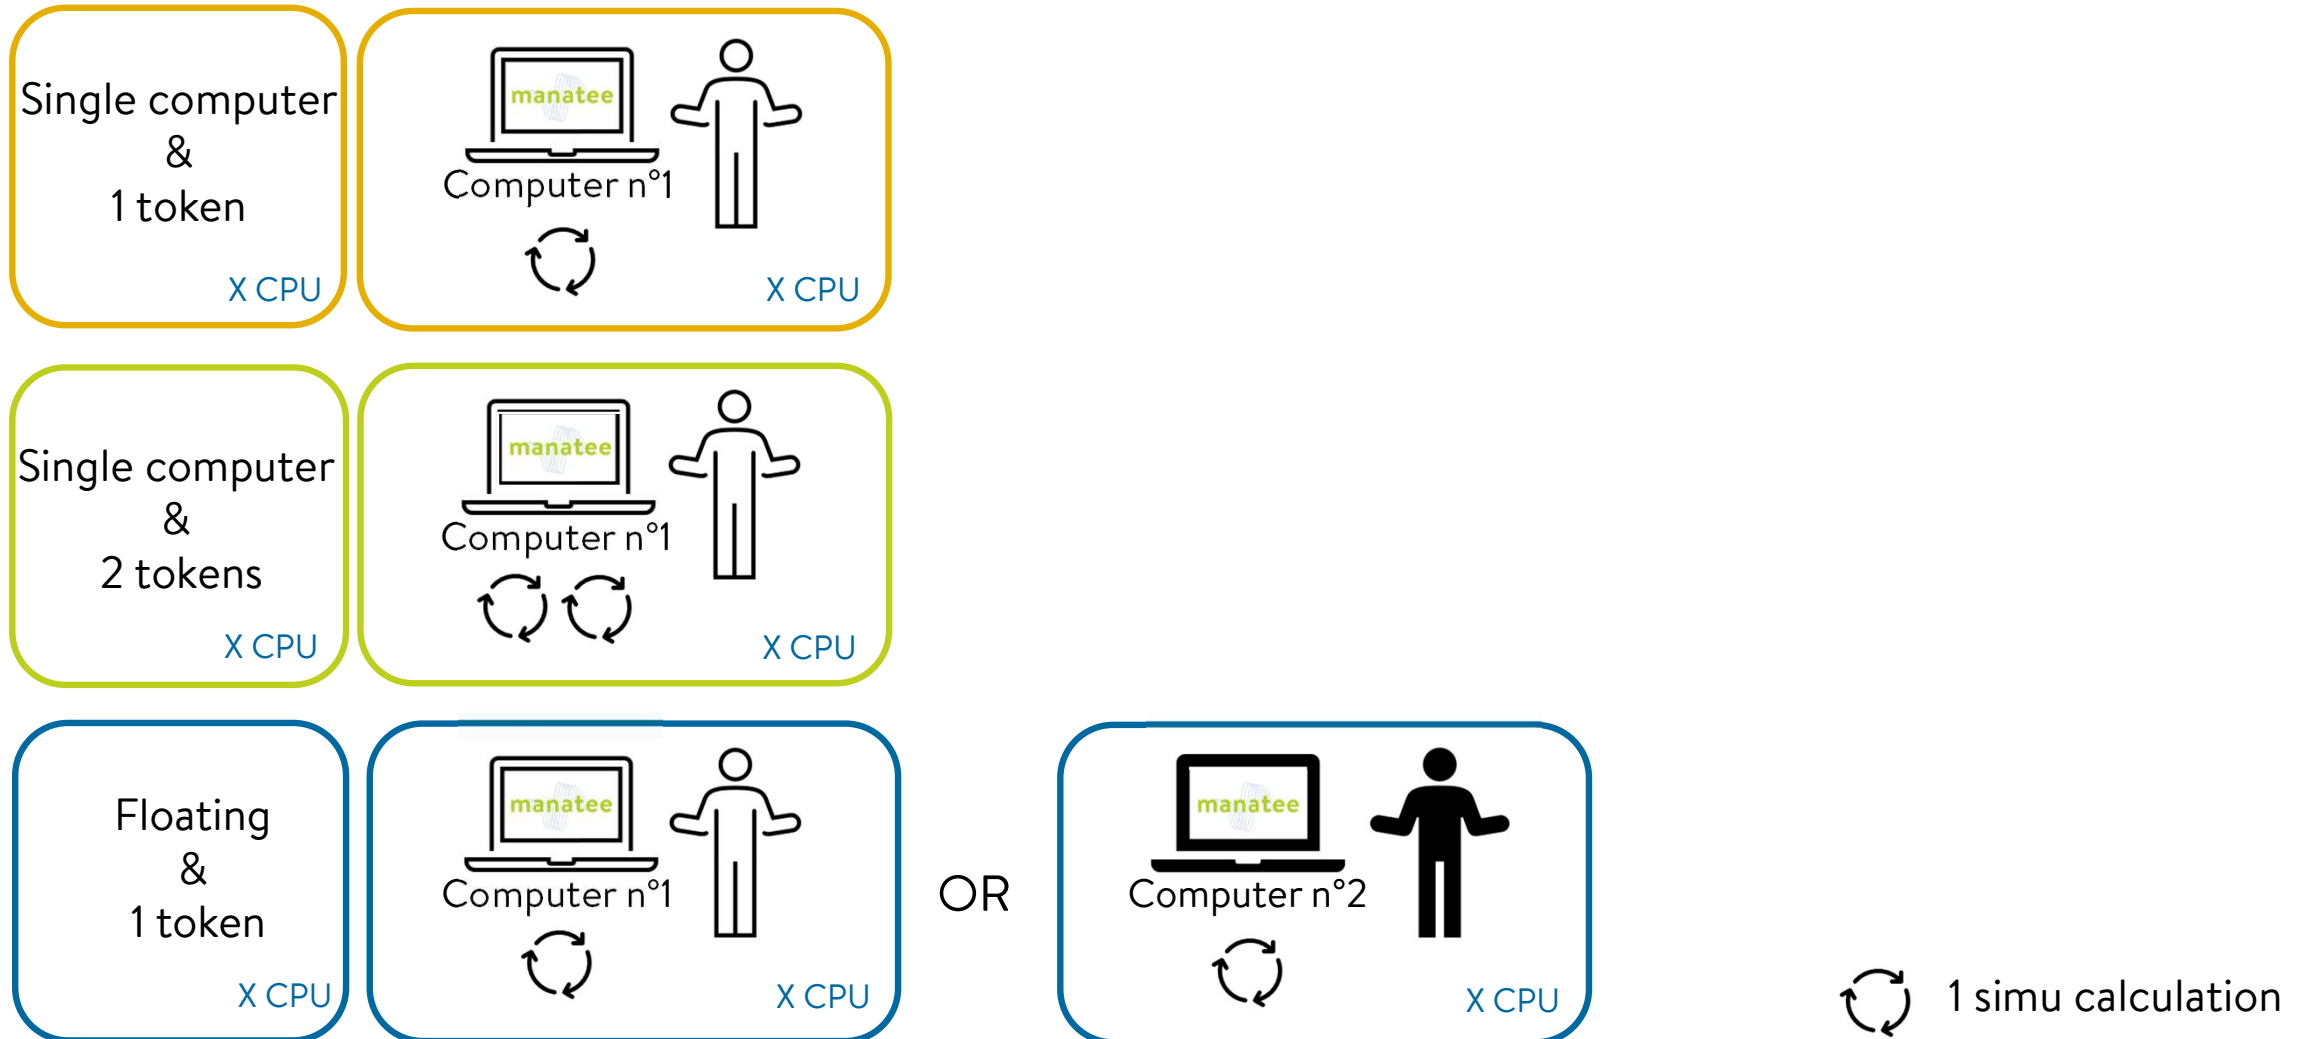 Single computer
&
1 token
X CPU
manatee
Computer n°1
X CPU
Single computer
&
2 tokens
X CPU
manatee
Computer n°1
X CPU
Floating
&
1 token
X CPU
manatee
Computer n°1
X CPU
OR
manatee
Computer n°2
X CPU
1 simu calculation